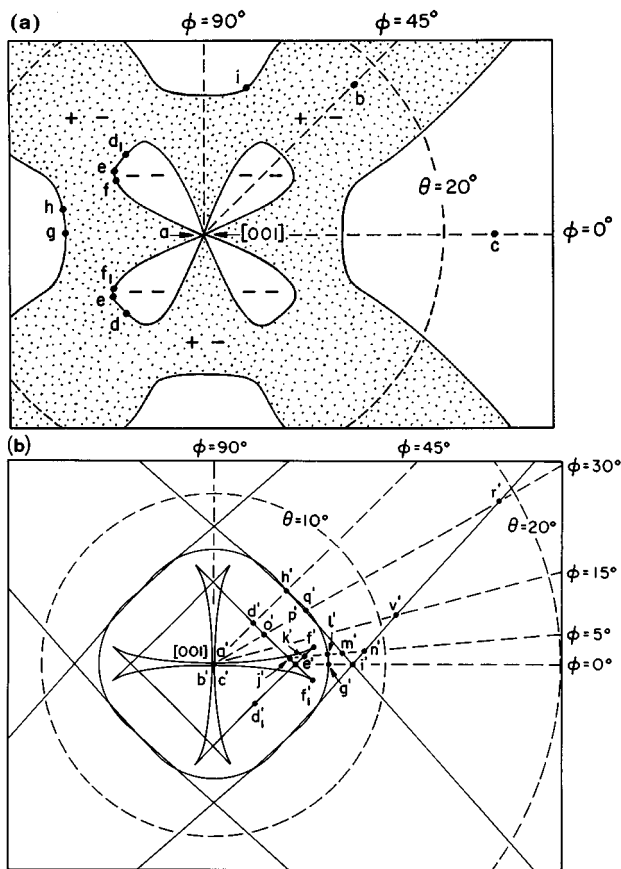 (a) ϕ=90° ϕ=45°
i
b
+ − + −
d₁
e − − − − θ=20°
f
h a [001] ϕ=0°
g c
f₁
e − − − −
d
+ −
(b) ϕ=90° ϕ=45°
ϕ=30°
r'
θ=10° θ=20°
ϕ=15°
h' q'
d' o' p' l' v'
k' f' m' n' ϕ=5°
[001] a' e' i' ϕ=0°
b' c' j' g'
f₁'
d₁'